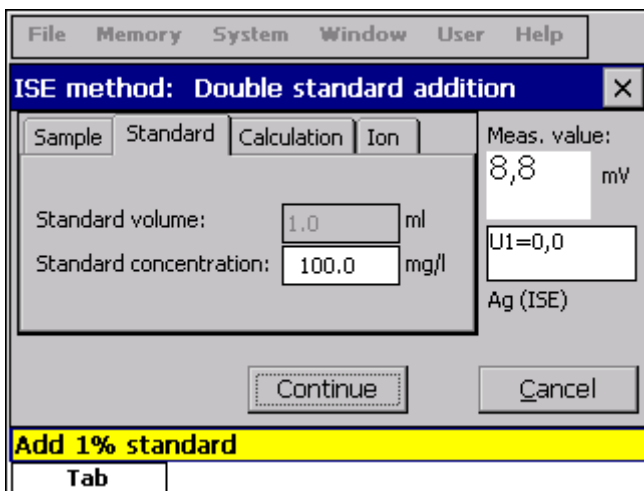 File Memory System Window User Help
ISE method: Double standard addition
Sample Standard Calculation Ion
Meas. value:
8,8 mV
Standard volume: 1.0 ml
U1=0,0
Standard concentration: 100.0 mg/l
Ag (ISE)
Continue Cancel
Add 1% standard
Tab